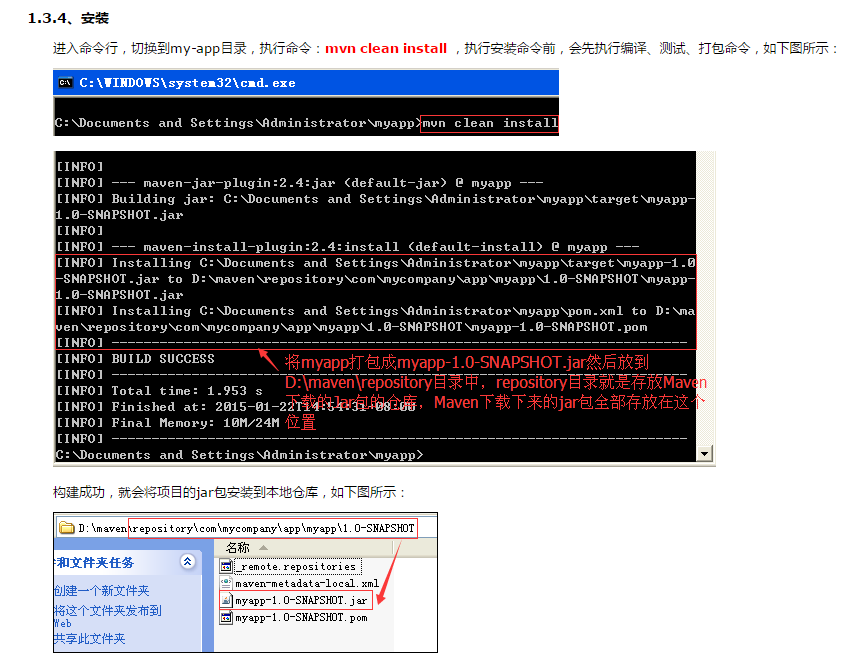 1.3.4、安装
进入命令行，切换到my-app目录，执行命令：mvn clean install ，执行安装命令前，会先执行编译、测试、打包命令，如下图所示：
C:\WINDOWS\system32\cmd.exe
C:\Documents and Settings\Administrator\myapp>mvn clean install
[INFO]
[INFO] --- maven-jar-plugin:2.4:jar (default-jar) @ myapp ---
[INFO] Building jar: C:\Documents and Settings\Administrator\myapp\target\myapp-
1.0-SNAPSHOT.jar
[INFO]
[INFO] --- maven-install-plugin:2.4:install (default-install) @ myapp ---
[INFO] Installing C:\Documents and Settings\Administrator\myapp\target\myapp-1.0
-SNAPSHOT.jar to D:\maven\repository\com\mycompany\app\myapp\1.0-SNAPSHOT\myapp-
1.0-SNAPSHOT.jar
[INFO] Installing C:\Documents and Settings\Administrator\myapp\pom.xml to D:\ma
ven\repository\com\mycompany\app\myapp\1.0-SNAPSHOT\myapp-1.0-SNAPSHOT.pom
[INFO] ------------------------------------------------------------------------
[INFO] BUILD SUCCESS
[INFO] ------------------------------------------------------------------------
[INFO] Total time: 1.953 s
[INFO] Finished at: 2015-01-22T14:54:31+08:00
[INFO] Final Memory: 10M/24M
[INFO] ------------------------------------------------------------------------
C:\Documents and Settings\Administrator\myapp>
将myapp打包成myapp-1.0-SNAPSHOT.jar然后放到
D:\maven\repository目录中，repository目录就是存放Maven
下载的Jar包的仓库，Maven下载下来的jar包全部存放在这个
位置
构建成功，就会将项目的jar包安装到本地仓库，如下图所示：
D:\maven\repository\com\mycompany\app\myapp\1.0-SNAPSHOT
名称
和文件夹任务
_remote.repositories
maven-metadata-local.xml
创建一个新文件夹
myapp-1.0-SNAPSHOT.jar
将这个文件夹发布到
Web
myapp-1.0-SNAPSHOT.pom
共享此文件夹